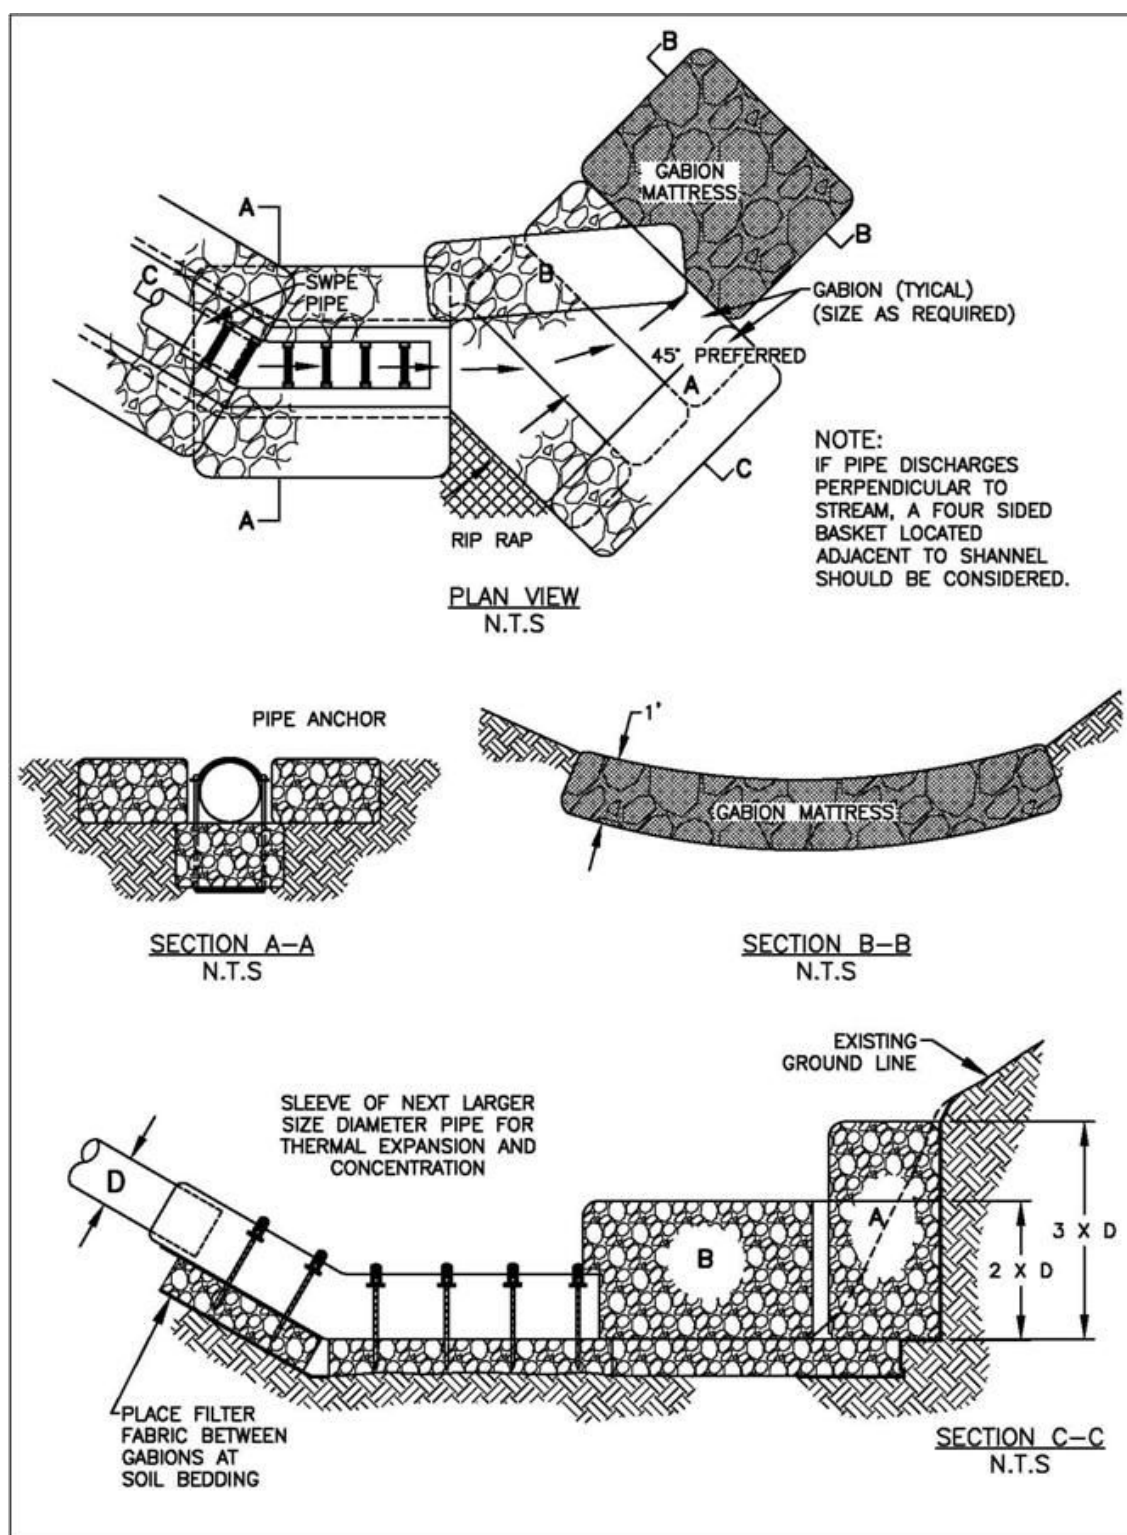 B
GABION
MATTRESS
A
B
B
C
SWPE
PIPE
GABION (TYICAL)
(SIZE AS REQUIRED)
45° PREFERRED
A
C
NOTE:
IF PIPE DISCHARGES
PERPENDICULAR TO
STREAM, A FOUR SIDED
BASKET LOCATED
ADJACENT TO SHANNEL
SHOULD BE CONSIDERED.
A
RIP RAP
PLAN VIEW
N.T.S
PIPE ANCHOR
1'
GABION MATTRESS
SECTION A-A
N.T.S
SECTION B-B
N.T.S
EXISTING
GROUND LINE
SLEEVE OF NEXT LARGER
SIZE DIAMETER PIPE FOR
THERMAL EXPANSION AND
CONCENTRATION
D
A
B
3 X D
2 X D
PLACE FILTER
FABRIC BETWEEN
GABIONS AT
SOIL BEDDING
SECTION C-C
N.T.S